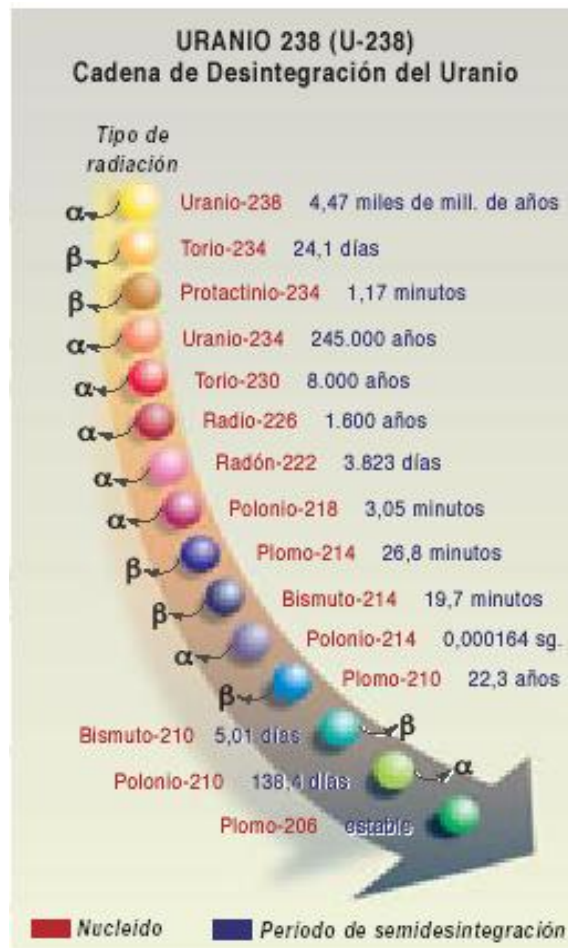 URANIO 238 (U-238)
Cadena de Desintegración del Uranio
Tipo de
radiación
α Uranio-238 4,47 miles de mill. de años
β Torio-234 24,1 días
β Protactinio-234 1,17 minutos
α Uranio-234 245.000 años
α Torio-230 8.000 años
α Radio-226 1.600 años
α Radón-222 3.823 días
α Polonio-218 3,05 minutos
β Plomo-214 26,8 minutos
β Bismuto-214 19,7 minutos
α Polonio-214 0,000164 sg.
β Plomo-210 22,3 años
Bismuto-210 5,01 días β
Polonio-210 138,4 días α
Plomo-206 estable
Nucleído Período de semidesintegración